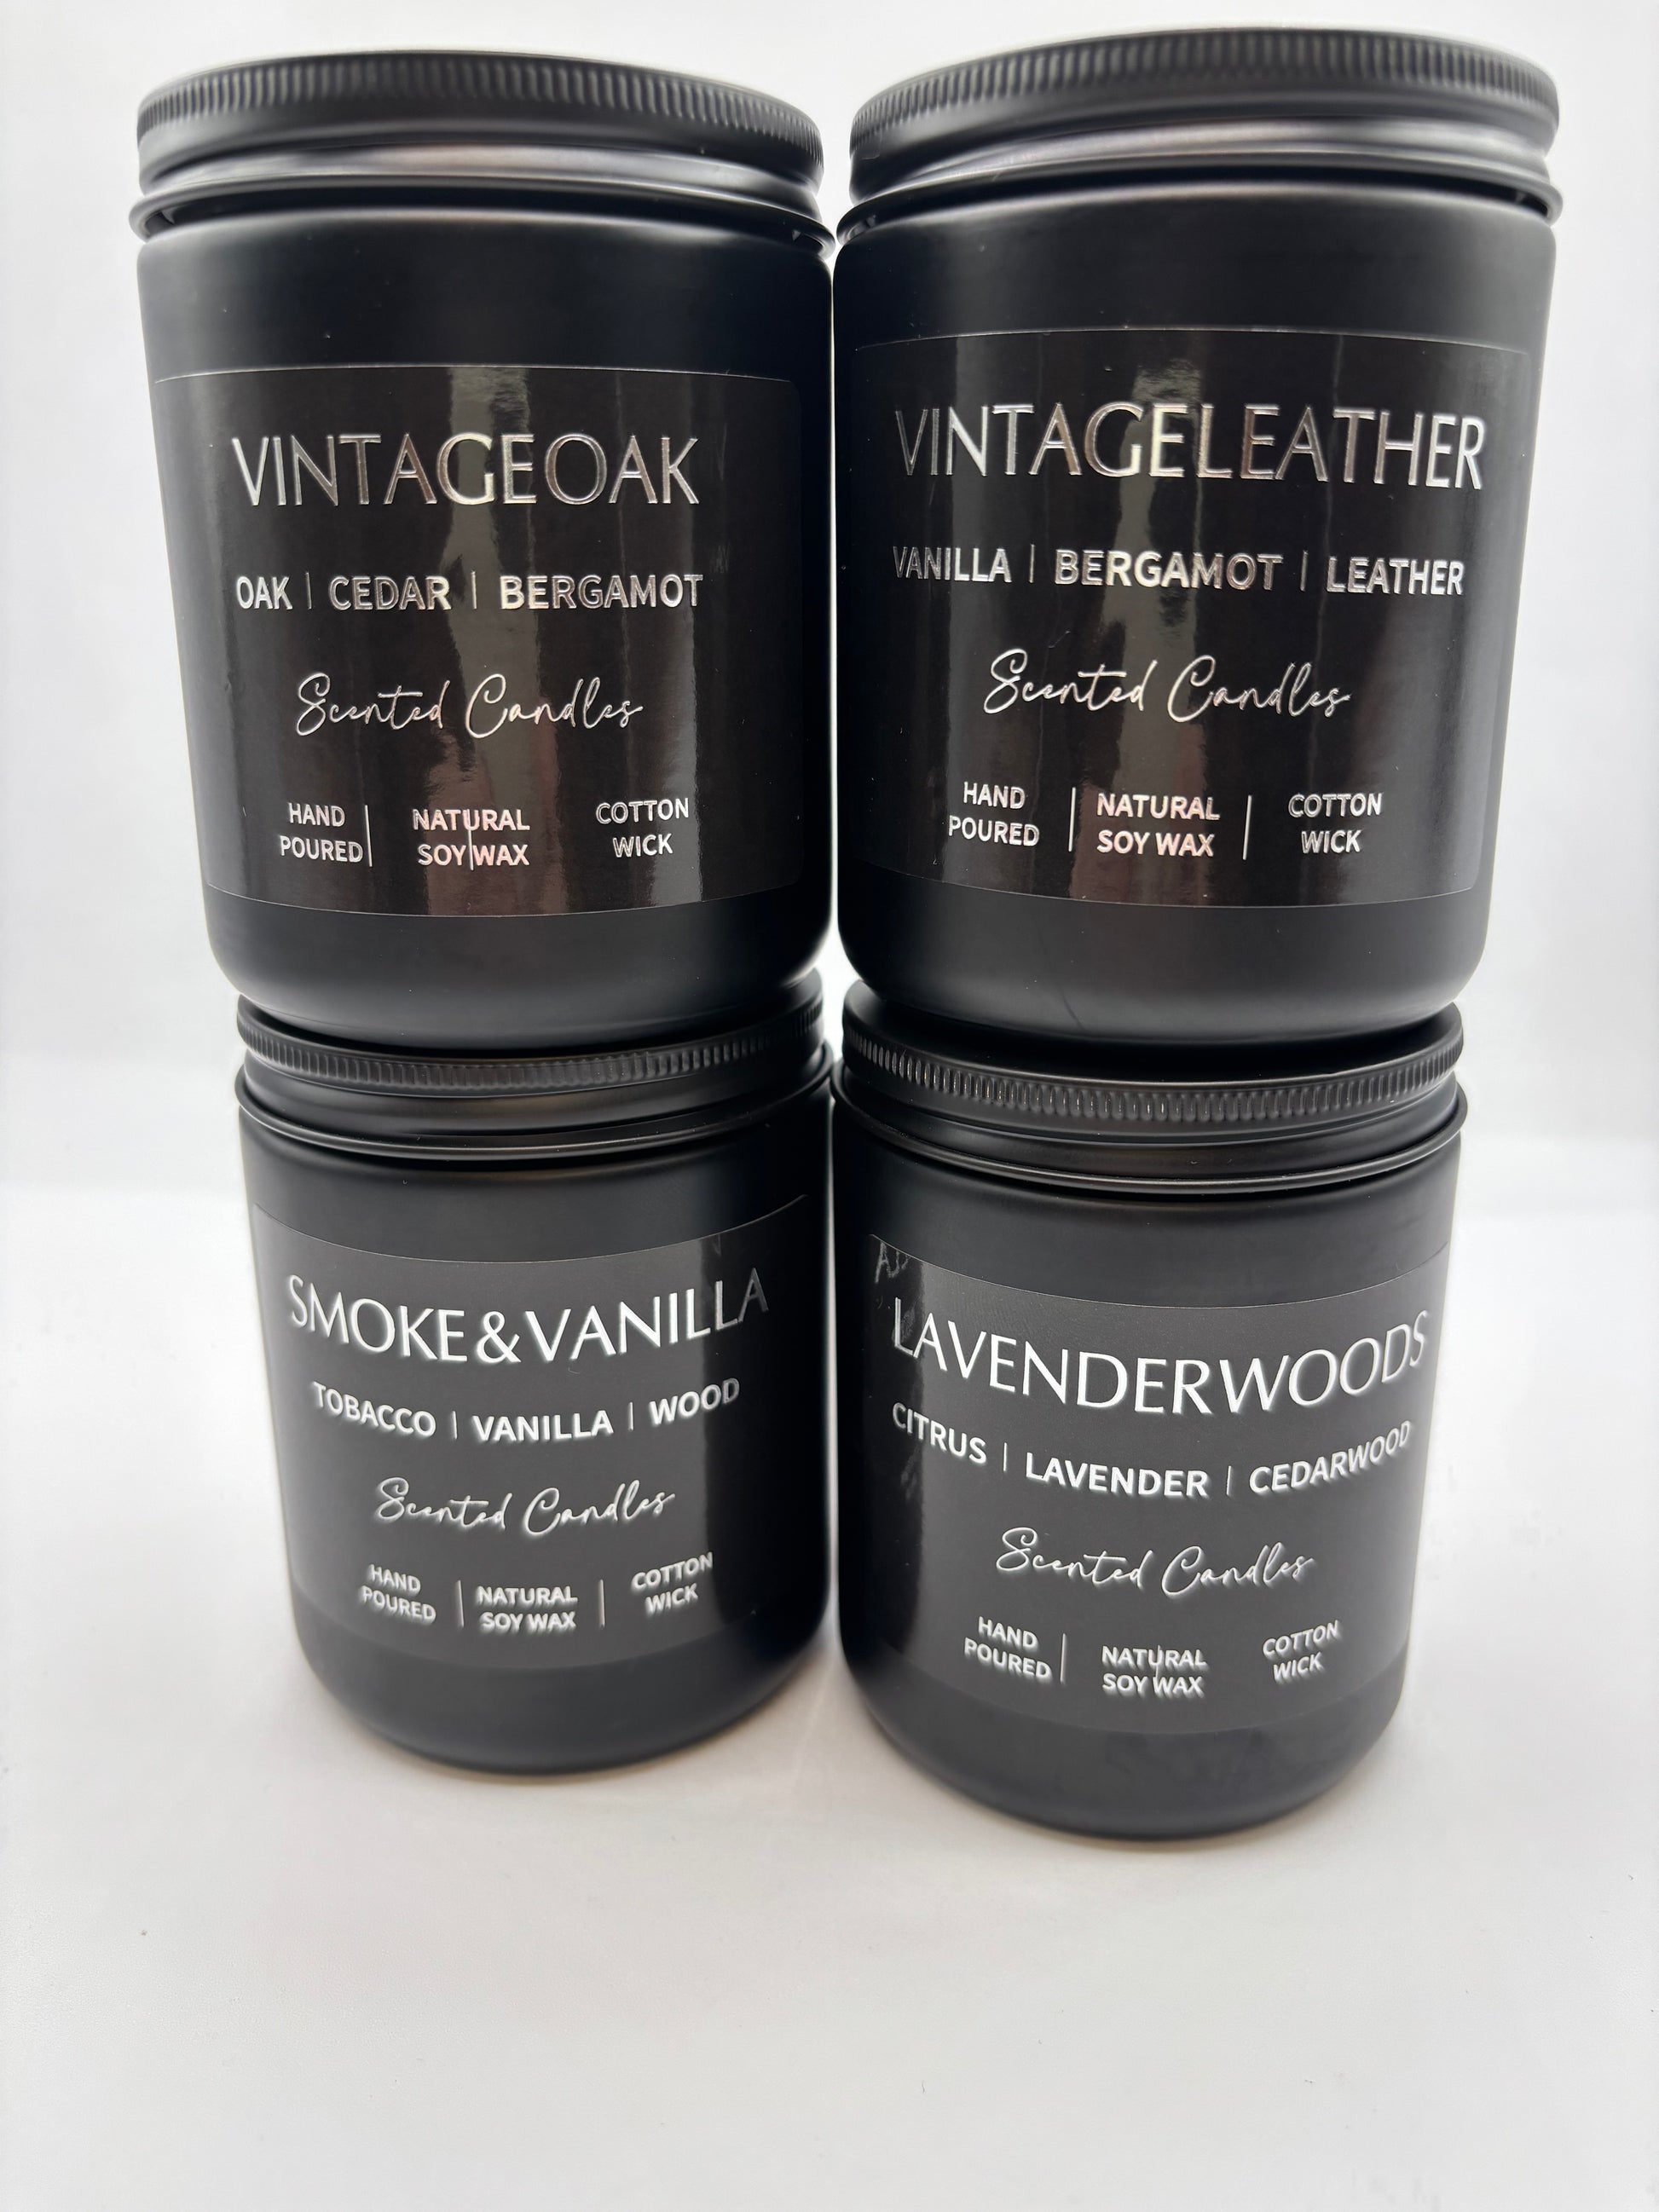 VINTAGEOAK
OAK | CEDAR | BERGAMOT
Scented Candles
HAND | NATURAL COTTON
POURED | SOY|WAX WICK
VINTAGELEATHER
VANILLA | BERGAMOT | LEATHER
Scented Candles
HAND | NATURAL | COTTON
POURED | SOY WAX | WICK
SMOKE&VANILLA
TOBACCO | VANILLA | WOOD
Scented Candles
HAND | NATURAL | COTTON
POURED | SOY WAX | WICK
LAVENDERWOODS
CITRUS | LAVENDER | CEDARWOOD
Scented Candles
HAND | NATURAL COTTON
POURED | SOY WAX WICK